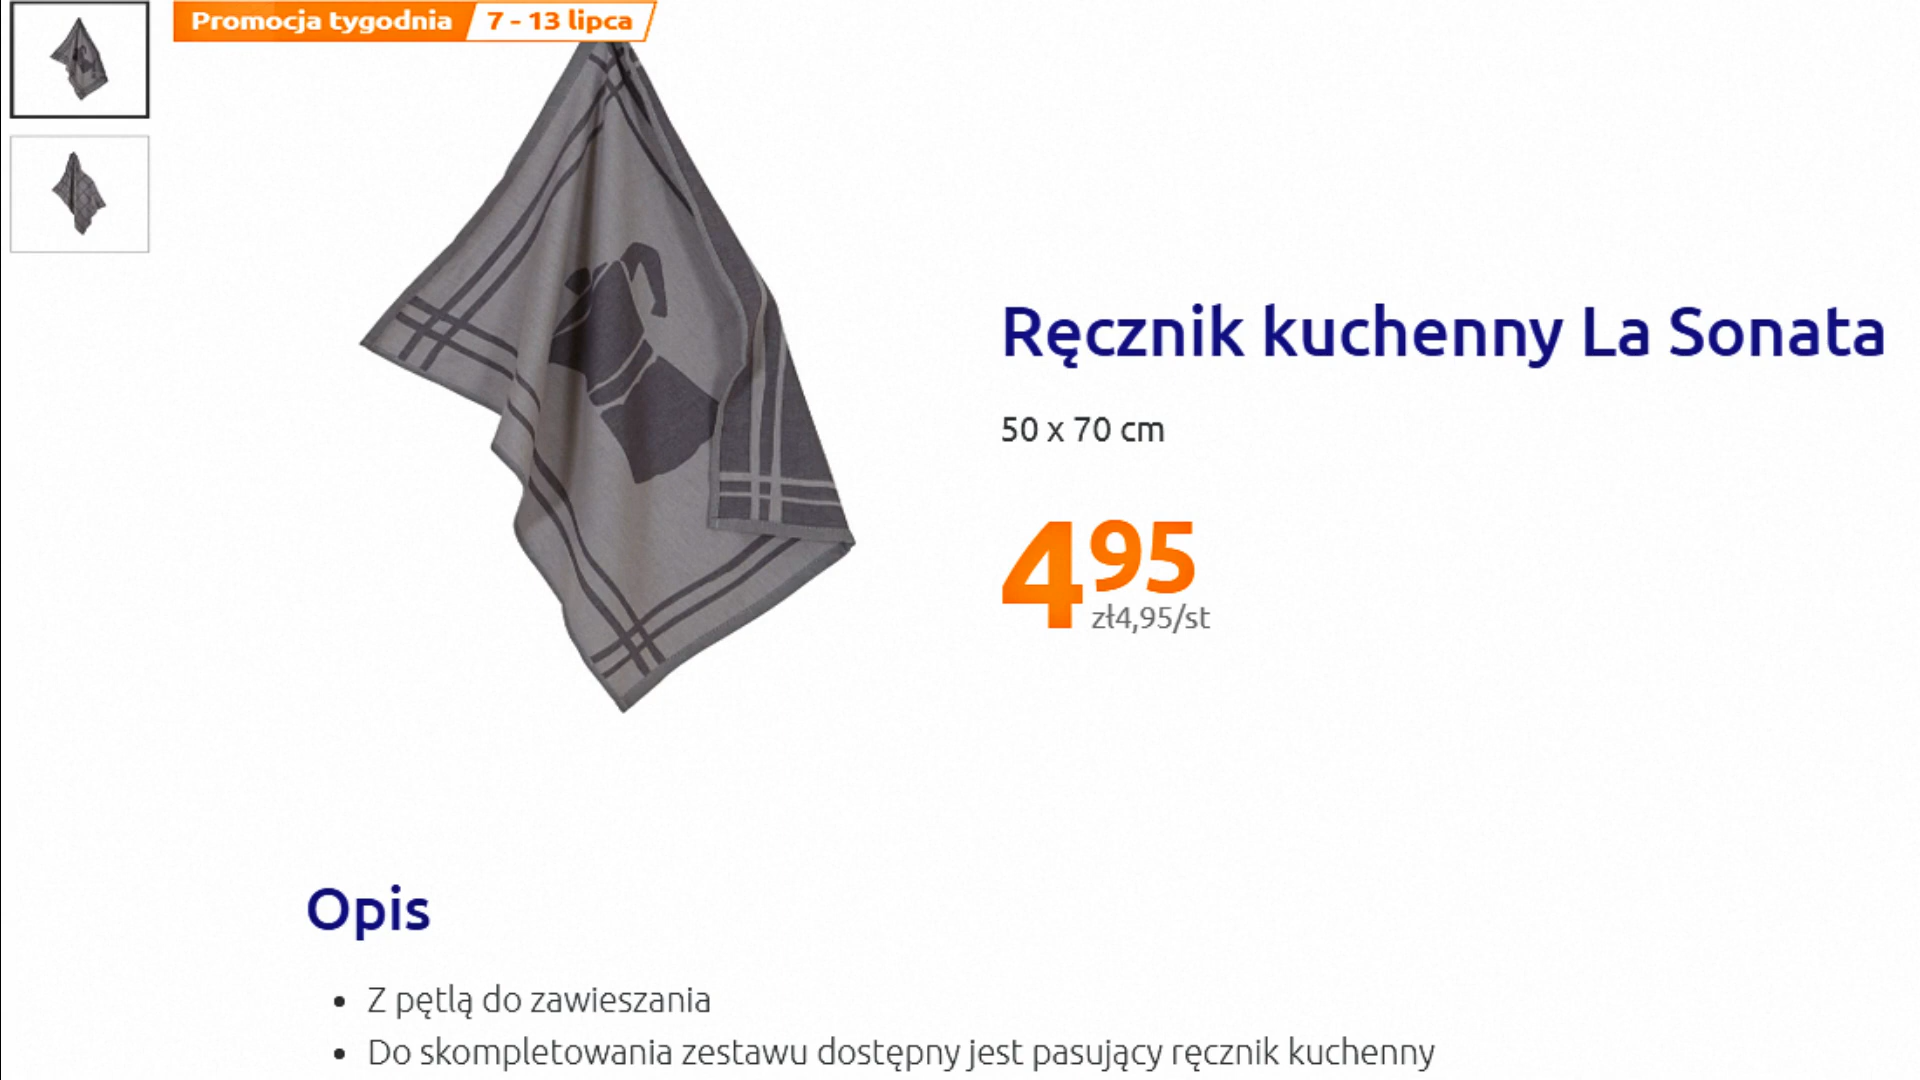 Promocja tygodnia 7 - 13 lipca
Ręcznik kuchenny La Sonata
50 x 70 cm
4 95
zł4,95/st
Opis
Z pętlą do zawieszania
Do skompletowania zestawu dostępny jest pasujący ręcznik kuchenny